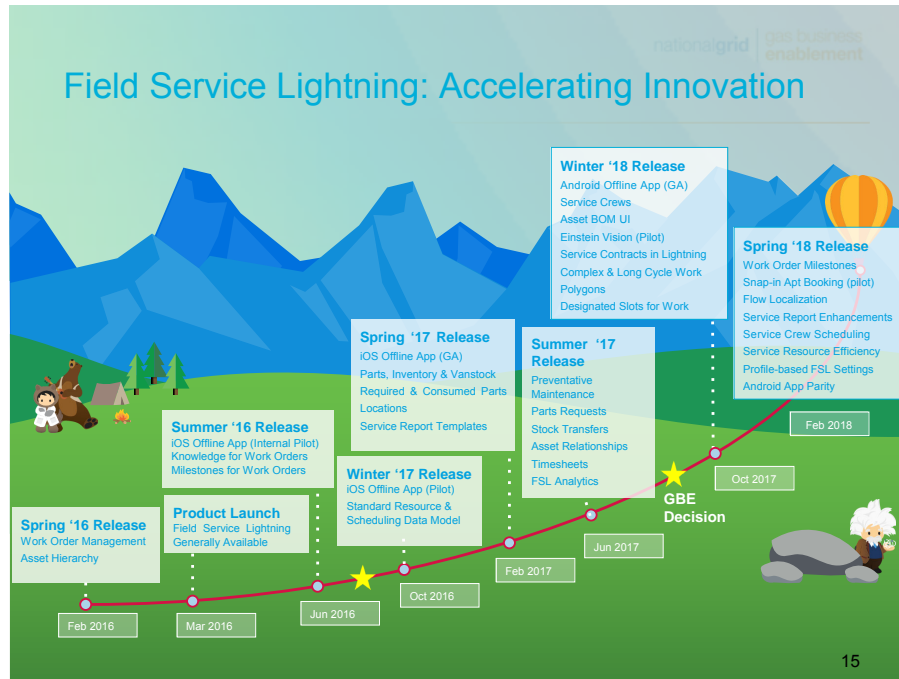 nationalgrid
gas business
enablement
Field Service Lightning: Accelerating Innovation
Winter ‘18 Release
Android Offline App (GA)
Service Crews
Asset BOM UI
Einstein Vision (Pilot)
Service Contracts in Lightning
Complex & Long Cycle Work
Polygons
Designated Slots for Work
Spring ‘18 Release
Work Order Milestones
Snap-in Apt Booking (pilot)
Flow Localization
Service Report Enhancements
Service Crew Scheduling
Service Resource Efficiency
Profile-based FSL Settings
Android App Parity
Spring ‘17 Release
iOS Offline App (GA)
Parts, Inventory & Vanstock
Required & Consumed Parts
Locations
Service Report Templates
Summer ‘17
Release
Preventative
Maintenance
Parts Requests
Stock Transfers
Asset Relationships
Timesheets
FSL Analytics
Summer ‘16 Release
iOS Offline App (Internal Pilot)
Knowledge for Work Orders
Milestones for Work Orders
Winter ‘17 Release
iOS Offline App (Pilot)
Standard Resource &
Scheduling Data Model
Product Launch
Field Service Lightning
Generally Available
Spring ‘16 Release
Work Order Management
Asset Hierarchy
GBE
Decision
Feb 2016
Mar 2016
Jun 2016
Oct 2016
Feb 2017
Jun 2017
Oct 2017
Feb 2018
15